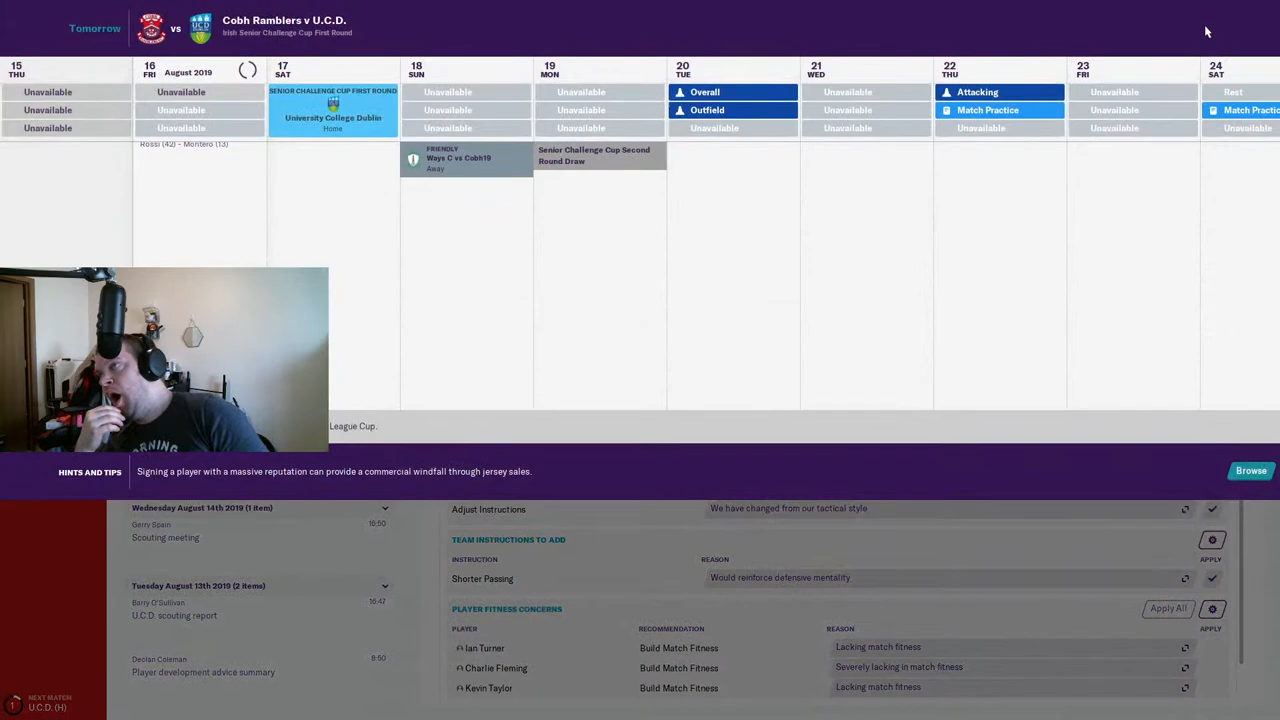 Tomorrow
vs
Cobh Ramblers v U.C.D.
Irish Senior Challenge Cup First Round
15
THU
16
FRI
August 2019
17
SAT
18
SUN
19
MON
20
TUE
21
WED
22
THU
23
FRI
24
SAT
Unavailable
Unavailable
SENIOR CHALLENGE CUP FIRST ROUND
Unavailable
Unavailable
Overall
Unavailable
Attacking
Unavailable
Rest
Unavailable
Unavailable
University College Dublin
Unavailable
Unavailable
Outfield
Unavailable
Match Practice
Unavailable
Match Practic
Unavailable
Unavailable
Home
Unavailable
Unavailable
Unavailable
Unavailable
Unavailable
Unavailable
Unavailable
Rossi (42) - Montero (13)
FRIENDLY
Ways C vs Cobh19
Away
Senior Challenge Cup Second
Round Draw
League Cup.
HINTS AND TIPS
Signing a player with a massive reputation can provide a commercial windfall through jersey sales.
Browse
Wednesday August 14th 2019 (1 item)
Gerry Spain
16:50
Scouting meeting
Tuesday August 13th 2019 (2 items)
Barry O'Sullivan
16:47
U.C.D. scouting report
Declan Coleman
8:50
Player development advice summary
Adjust Instructions
We have changed from our tactical style
TEAM INSTRUCTIONS TO ADD
INSTRUCTION
REASON
APPLY
Shorter Passing
Would reinforce defensive mentality
PLAYER FITNESS CONCERNS
Apply All
PLAYER
RECOMMENDATION
REASON
APPLY
Ian Turner
Build Match Fitness
Lacking match fitness
Charlie Fleming
Build Match Fitness
Severely lacking in match fitness
Kevin Taylor
Build Match Fitness
Lacking match fitness
1
NEXT MATCH
U.C.D. (H)